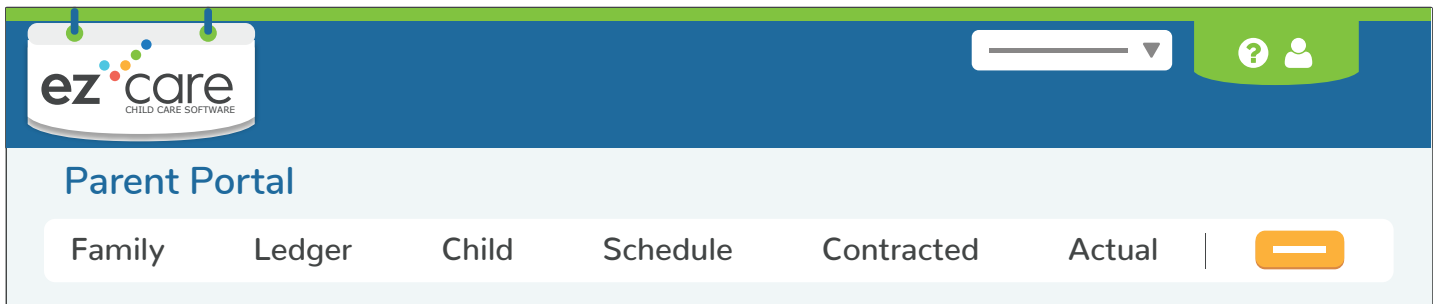 ez care
CHILD CARE SOFTWARE
?
Parent Portal
Family Ledger Child Schedule Contracted Actual